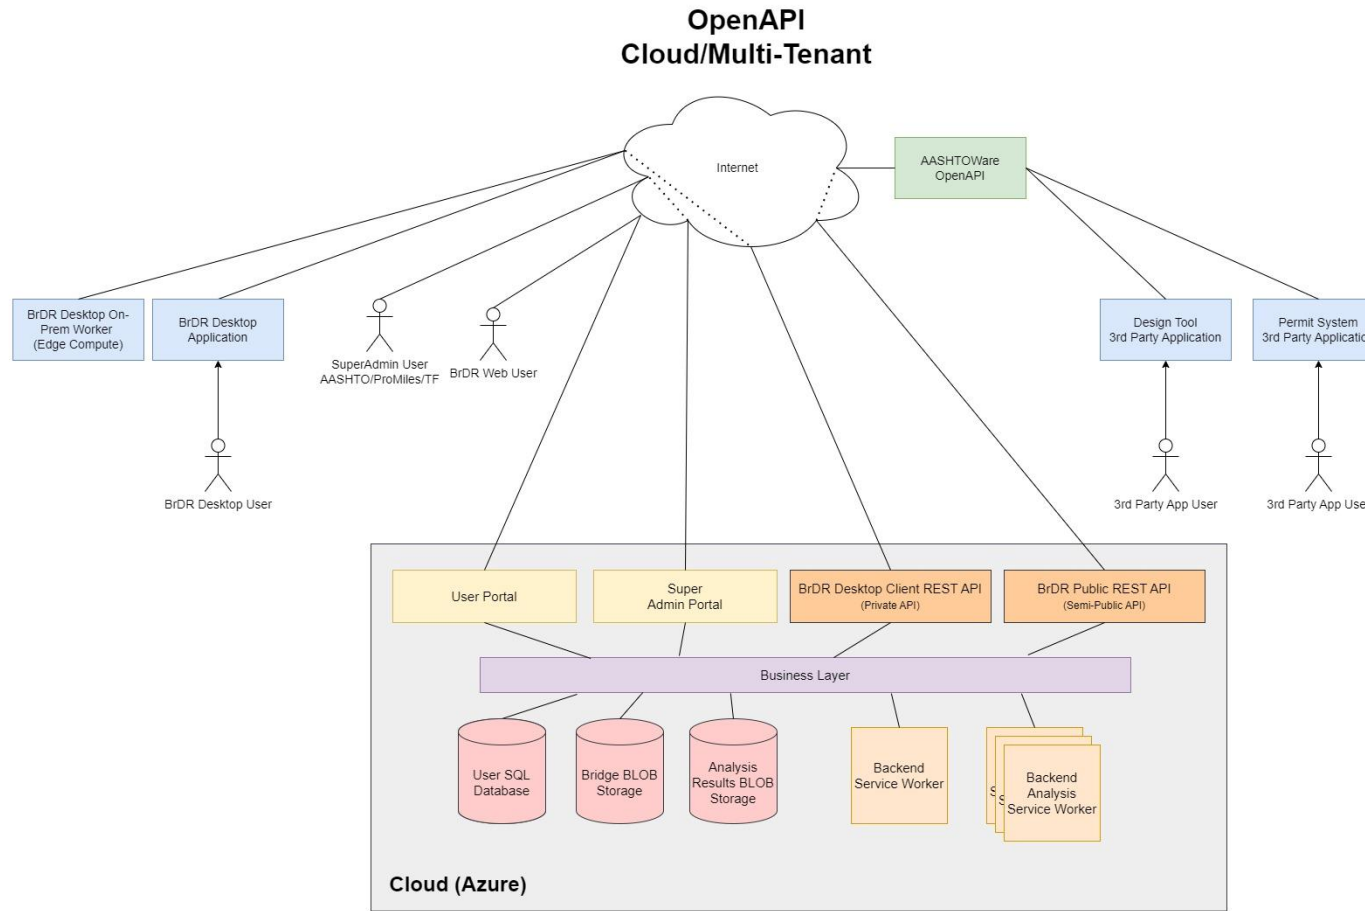 OpenAPI
Cloud/Multi-Tenant
Internet
AASHTOWare
OpenAPI
BrDR Desktop On-
Prem Worker
(Edge Compute)
BrDR Desktop
Application
SuperAdmin User
AASHTO/ProMiles/TF
BrDR Web User
Design Tool
3rd Party Application
Permit System
3rd Party Application
BrDR Desktop User
3rd Party App User
3rd Party App User
User Portal
Super
Admin Portal
BrDR Desktop Client REST API
(Private API)
BrDR Public REST API
(Semi-Public API)
Business Layer
User SQL
Database
Bridge BLOB
Storage
Analysis
Results BLOB
Storage
Backend
Service Worker
S
S
Backend
Analysis
Service Worker
Cloud (Azure)